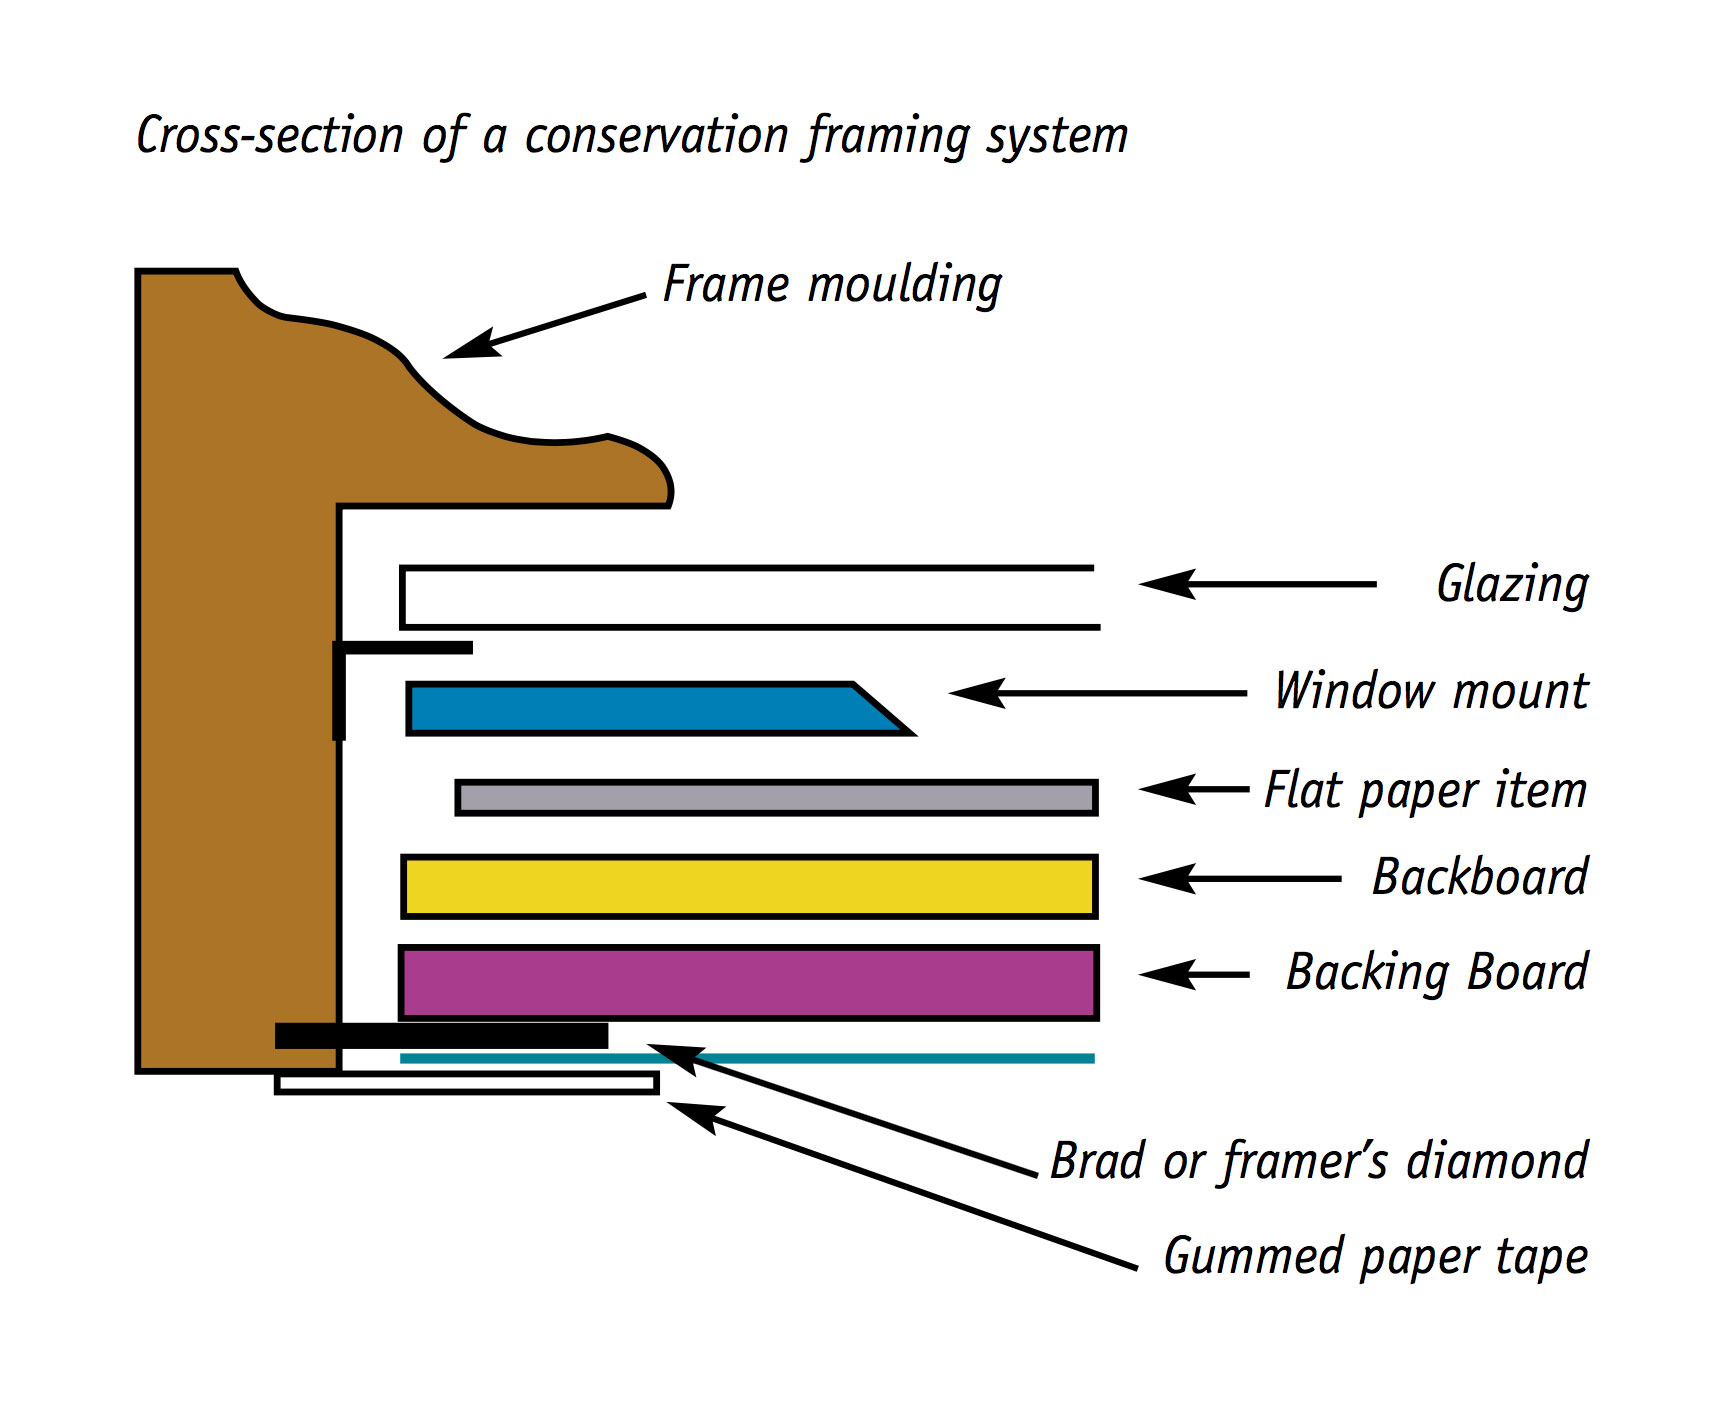 Cross-section of a conservation framing system
Frame moulding
Glazing
Window mount
Flat paper item
Backboard
Backing Board
Brad or framer’s diamond
Gummed paper tape